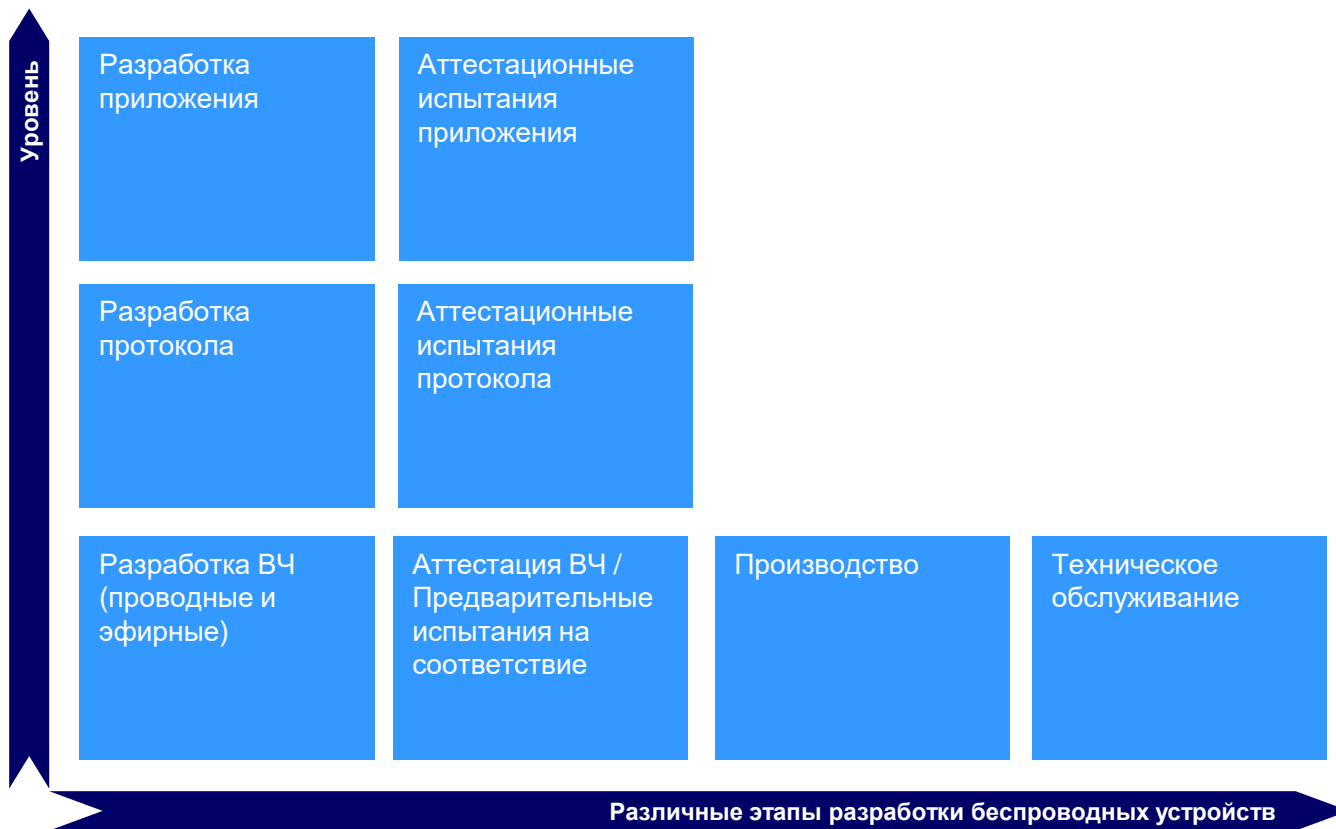 Уровень
Разработка
приложения
Аттестационные
испытания
приложения
Разработка
протокола
Аттестационные
испытания
протокола
Разработка ВЧ
(проводные и
эфирные)
Аттестация ВЧ /
Предварительные
испытания на
соответствие
Производство
Техническое
обслуживание
Различные этапы разработки беспроводных устройств